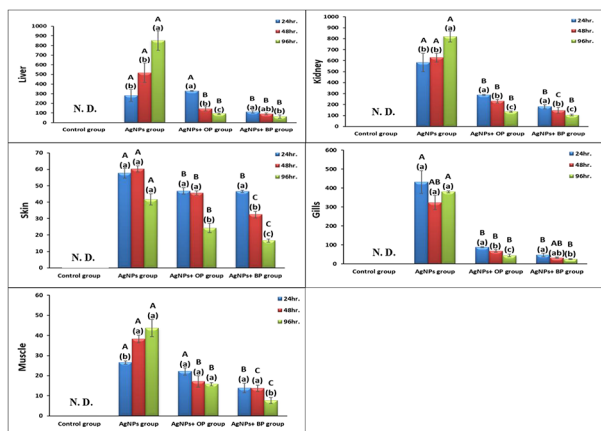 Liver
1000
900
800
700
600
500
400
300
200
100
0
24hr.
48hr.
96hr.
N. D.
A (b)
A (b)
A (a)
A (a)
B (b)
B (c)
B (a)
B (ab)
B (b)
Control group AgNPs group AgNPs+ OP group AgNPs+ BP group
Kidney
1000
900
800
700
600
500
400
300
200
100
0
24hr.
48hr.
96hr.
N. D.
A (b)
A (b)
A (a)
B (a)
B (b)
B (c)
B (a)
C (b)
B (c)
Control group AgNPs group AgNPs+ OP group AgNPs+ BP group
Skin
70
60
50
40
30
20
10
0
24hr.
48hr.
96hr.
N. D.
A (a)
A (a)
A (a)
B (a)
B (a)
B (a)
B (a)
C (b)
C (c)
Control group AgNPs group AgNPs+ OP group AgNPs+ BP group
Gills
600
500
400
300
200
100
0
24hr.
48hr.
96hr.
N. D.
A (a)
AB (a)
A (a)
B (a)
B (b)
B (c)
B (a)
AB (ab)
B (b)
Control group AgNPs group AgNPs+ OP group AgNPs+ BP group
Muscle
60
50
40
30
20
10
0
24hr.
48hr.
96hr.
N. D.
A (b)
A (a)
A (a)
A (a)
B (a)
B (a)
B (a)
C (a)
C (b)
Control group AgNPs group AgNPs+ OP group AgNPs+ BP group